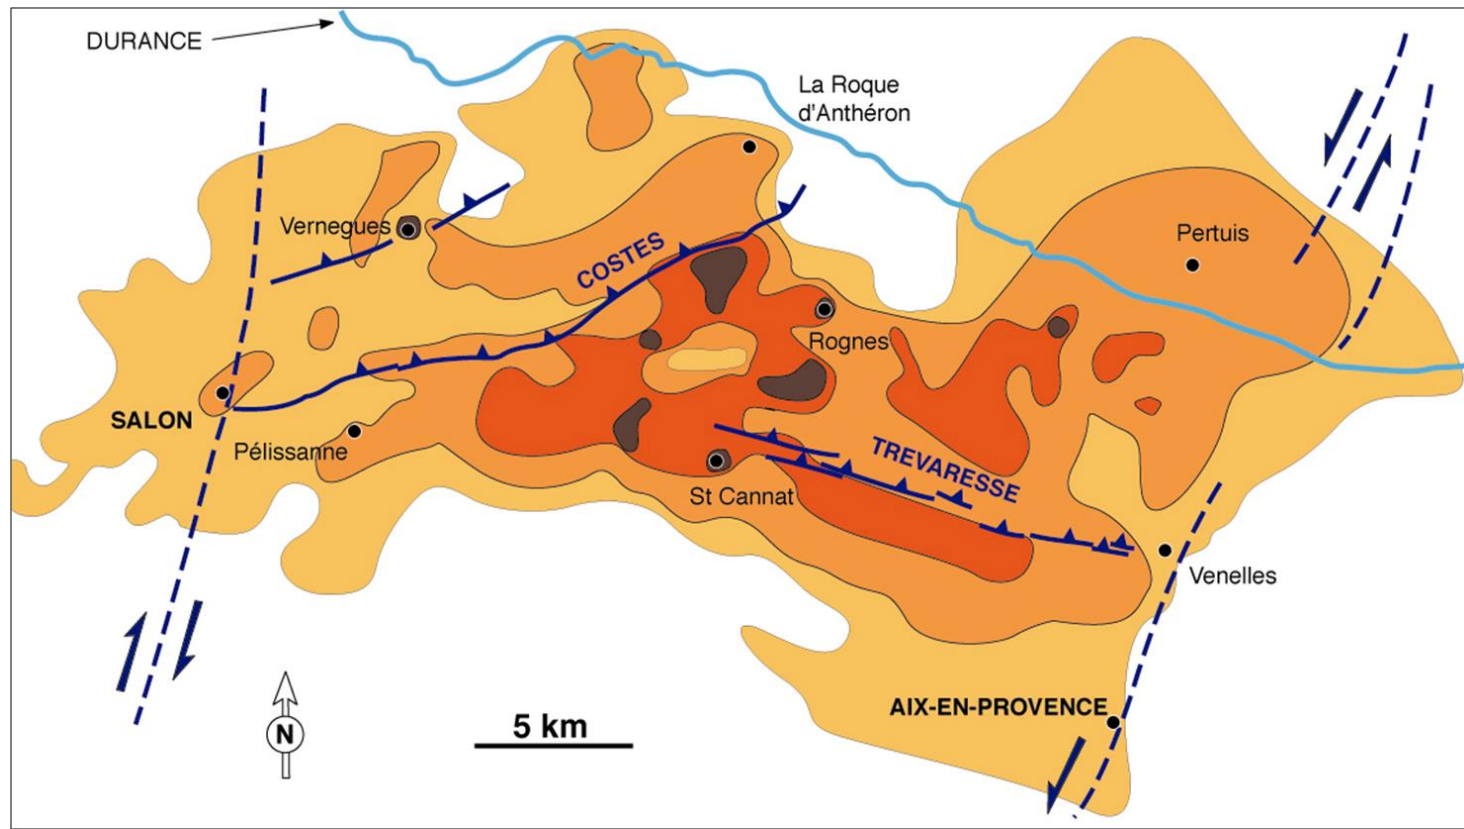 DURANCE
La Roque
d'Anthéron
Vernegues
Pertuis
COSTES
Rognes
SALON
Pélissanne
TREVARESSE
St Cannat
Venelles
AIX-EN-PROVENCE
N
5 km